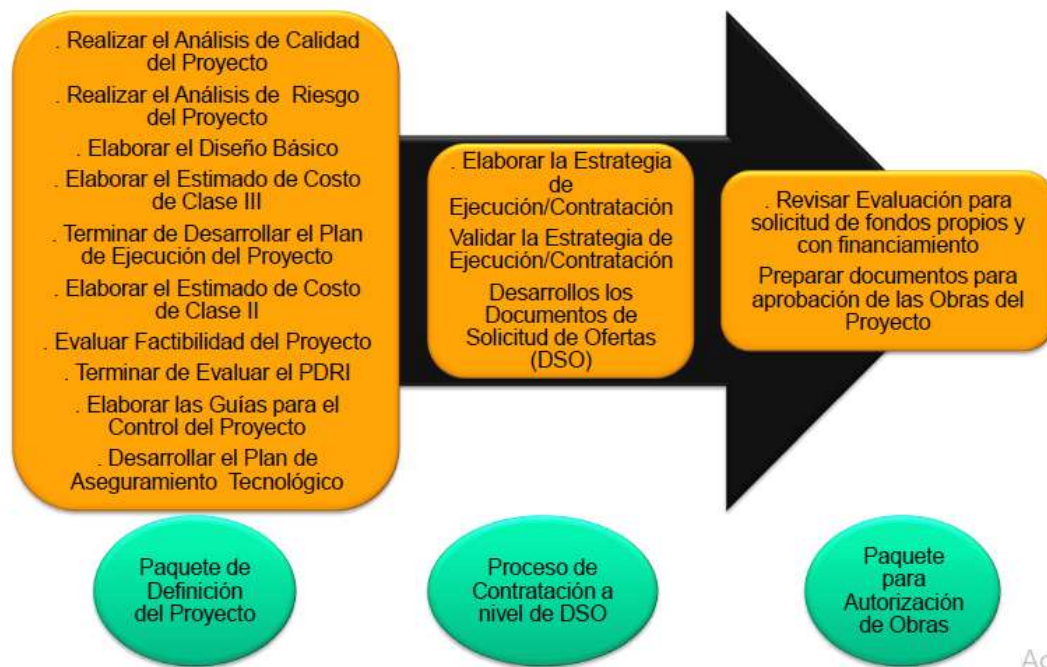 . Realizar el Análisis de Calidad
del Proyecto
. Realizar el Análisis de Riesgo
del Proyecto
. Elaborar el Diseño Básico
. Elaborar el Estimado de Costo
de Clase III
. Terminar de Desarrollar el Plan
de Ejecución del Proyecto
. Elaborar el Estimado de Costo
de Clase II
. Evaluar Factibilidad del Proyecto
. Terminar de Evaluar el PDRI
. Elaborar las Guías para el
Control del Proyecto
. Desarrollar el Plan de
Aseguramiento Tecnológico
. Elaborar la Estrategia
de
Ejecución/Contratación
Validar la Estrategia de
Ejecución/Contratación
Desarrollos los
Documentos de
Solicitud de Ofertas
(DSO)
. Revisar Evaluación para
solicitud de fondos propios y
con financiamiento
Preparar documentos para
aprobación de las Obras del
Proyecto
Paquete de
Definición
del Proyecto
Proceso de
Contratación a
nivel de DSO
Paquete
para
Autorización
de Obras